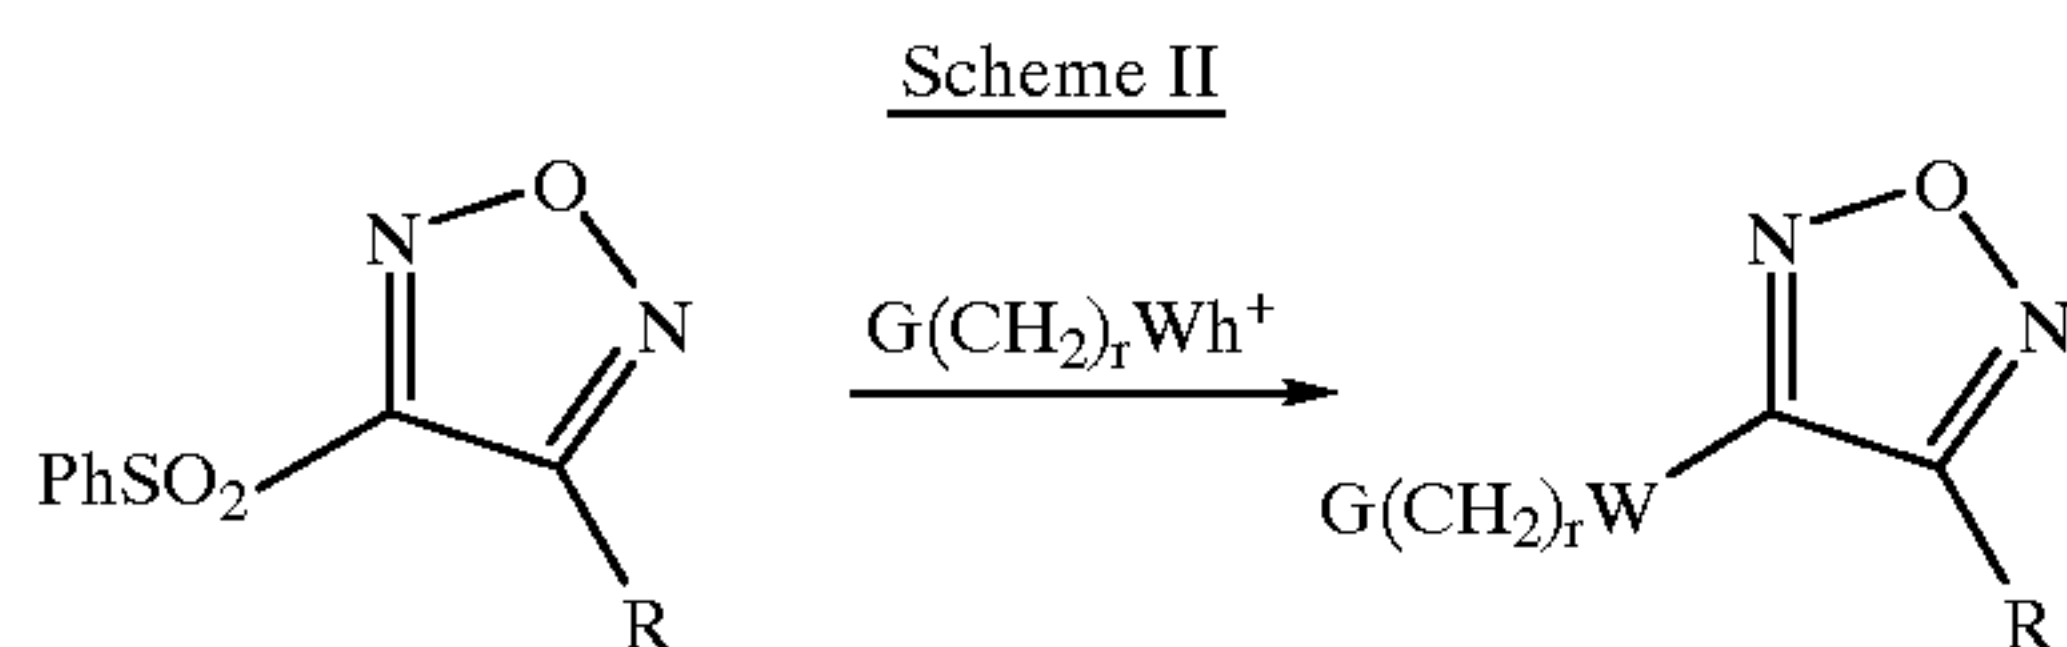 Scheme II
O
N
N
PhSO2
R
G(CH2)rWh+
O
N
N
G(CH2)rW
R